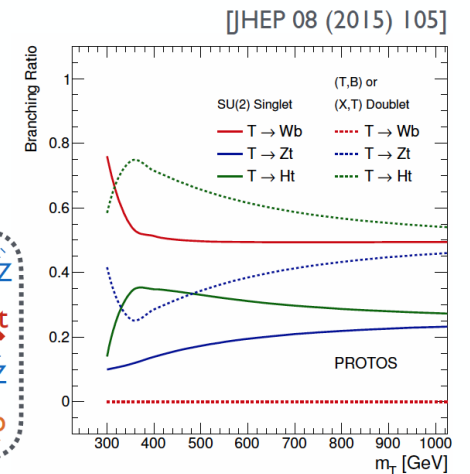 [JHEP 08 (2015) 105]
Branching Ratio
1
0.8
0.6
0.4
0.2
0
(T,B) or
SU(2) Singlet (X,T) Doublet
T → Wb T → Wb
T → Zt T → Zt
T → Ht T → Ht
Z
t
Z
b
PROTOS
300 400 500 600 700 800 900 1000
m_T [GeV]